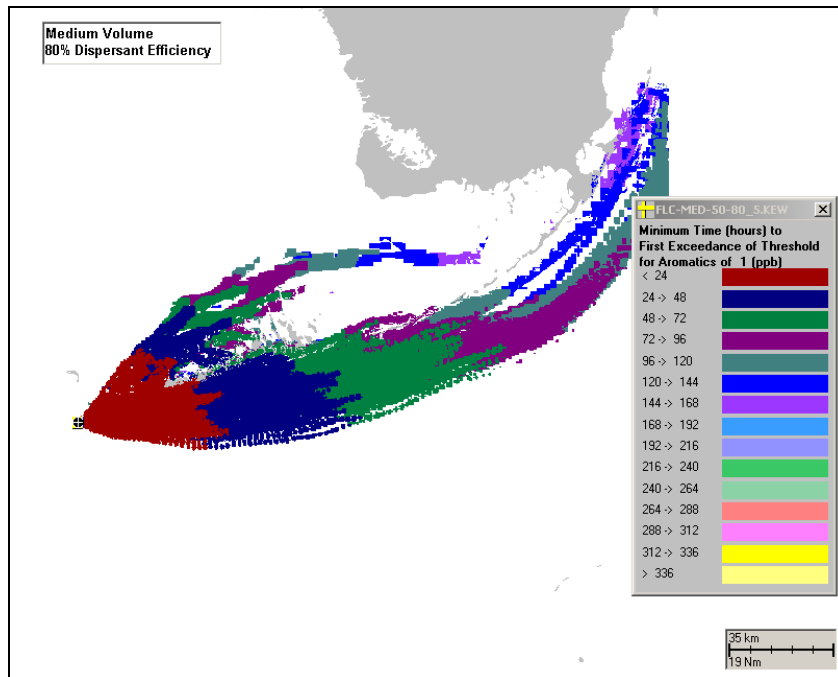 Medium Volume
80% Dispersant Efficiency
FLC-MED-50-80_5.KEW
Minimum Time (hours) to
First Exceedance of Threshold
for Aromatics of 1 (ppb)
< 24
24 -> 48
48 -> 72
72 -> 96
96 -> 120
120 -> 144
144 -> 168
168 -> 192
192 -> 216
216 -> 240
240 -> 264
264 -> 288
288 -> 312
312 -> 336
> 336
35 km
19 Nm